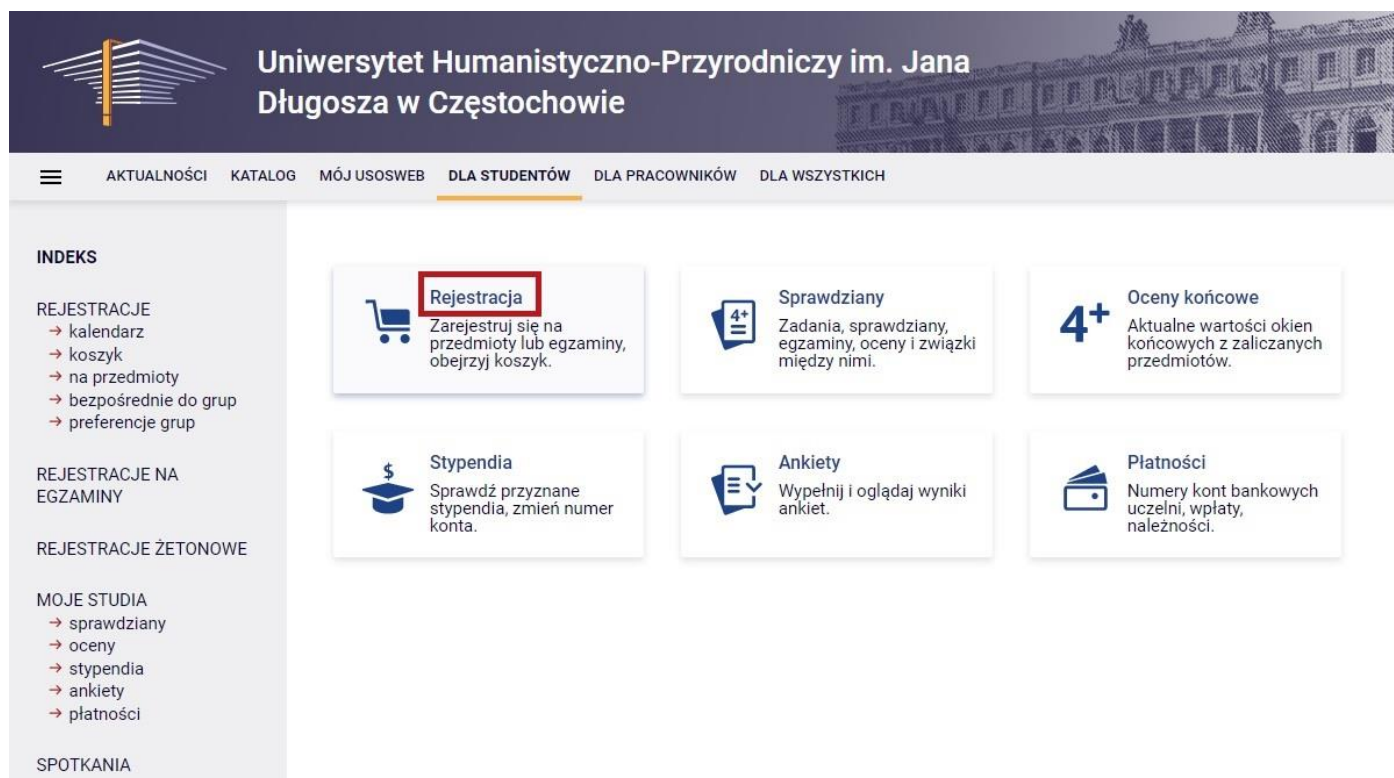 Uniwersytet Humanistyczno-Przyrodniczy im. Jana
Długosza w Częstochowie
AKTUALNOŚCI KATALOG MÓJ USOSWEB DLA STUDENTÓW DLA PRACOWNIKÓW DLA WSZYSTKICH
INDEKS
REJESTRACJE
→ kalendarz
→ koszyk
→ na przedmioty
→ bezpośrednie do grup
→ preferencje grup
REJESTRACJE NA
EGZAMINY
REJESTRACJE ŻETONOWE
MOJE STUDIA
→ sprawdziany
→ oceny
→ stypendia
→ ankiety
→ płatności
SPOTKANIA
Rejestracja
Zarejestruj się na
przedmioty lub egzaminy,
obejrzyj koszyk.
4+
Sprawdziany
Zadania, sprawdziany,
egzaminy, oceny i związki
między nimi.
4+
Oceny końcowe
Aktualne wartości okien
końcowych z zaliczanych
przedmiotów.
$
Stypendia
Sprawdź przyznane
stypendia, zmień numer
konta.
Ankiety
Wypełnij i oglądaj wyniki
ankiet.
Płatności
Numery kont bankowych
uczelni, wpłaty,
należności.